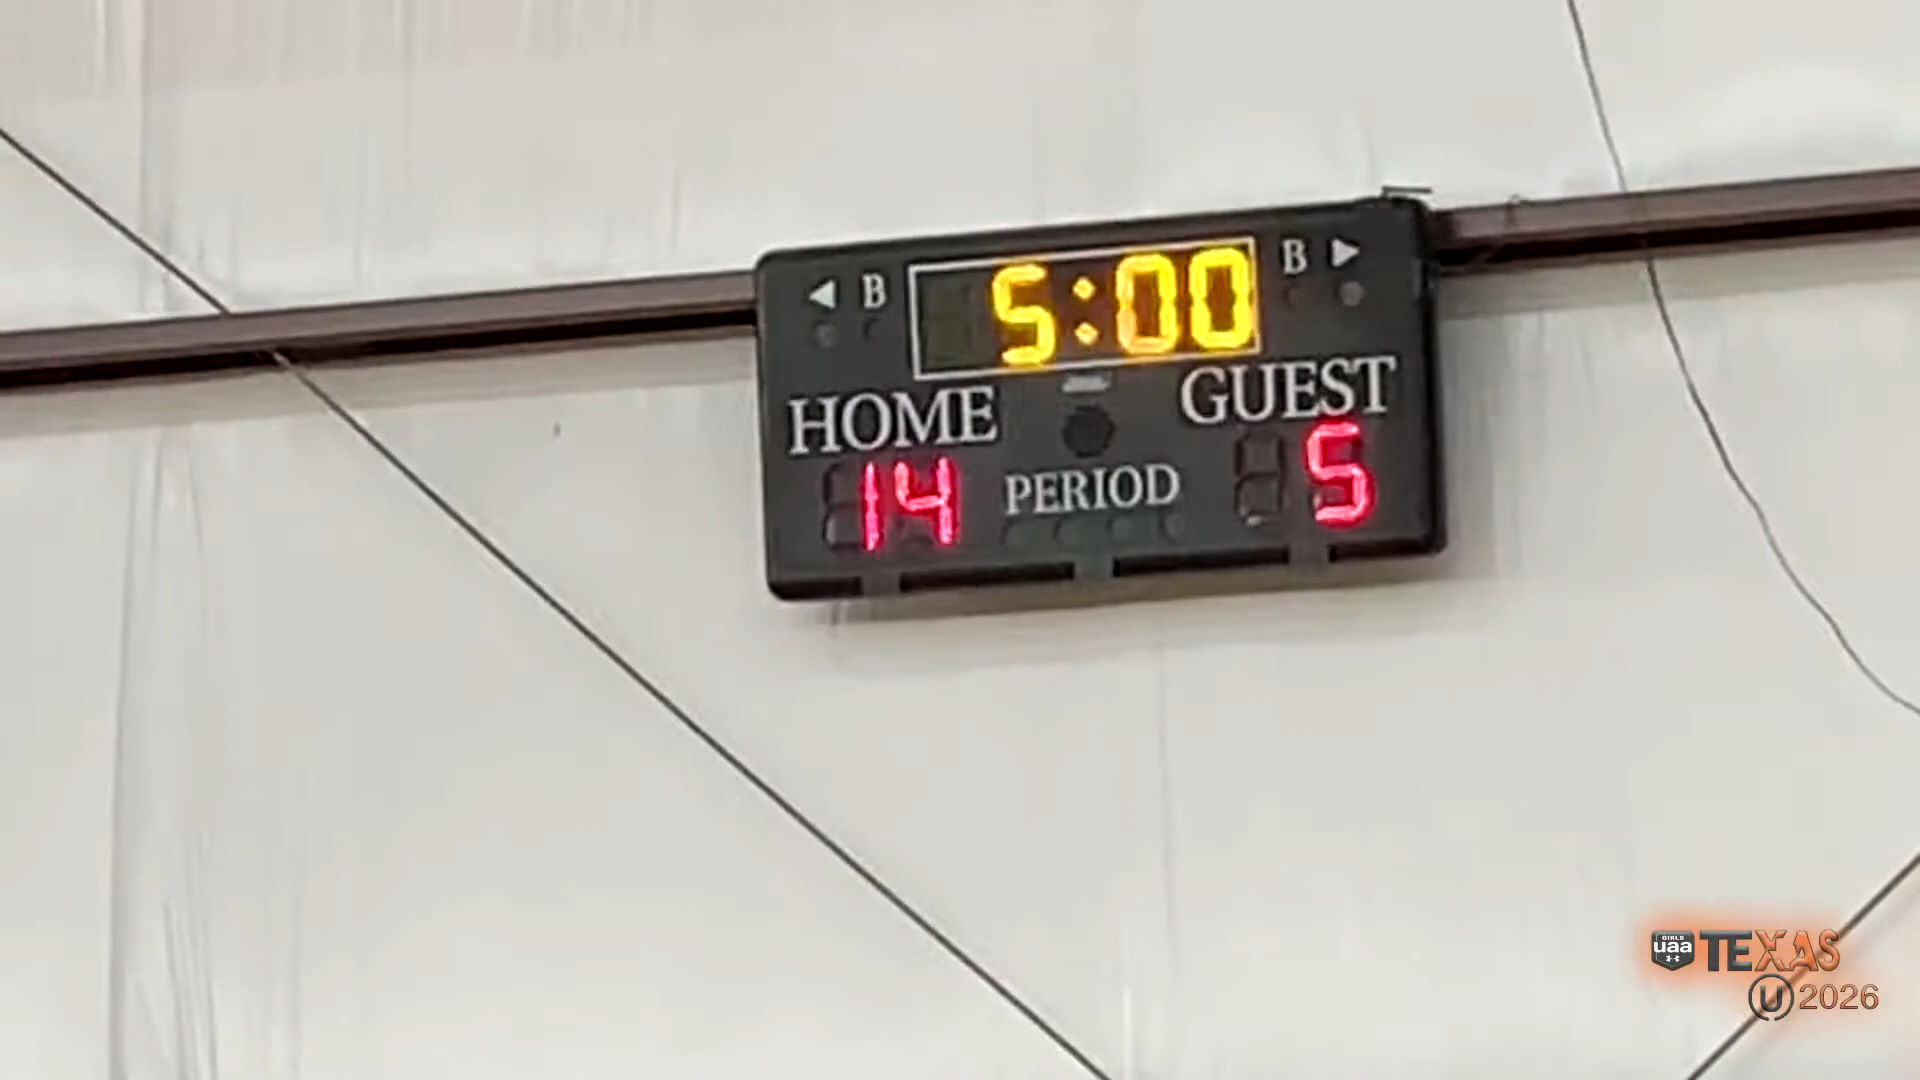 ◀ B 5:00 B ▶
HOME GUEST
14 PERIOD 5
GIRLS
uaa TEXAS
U 2026